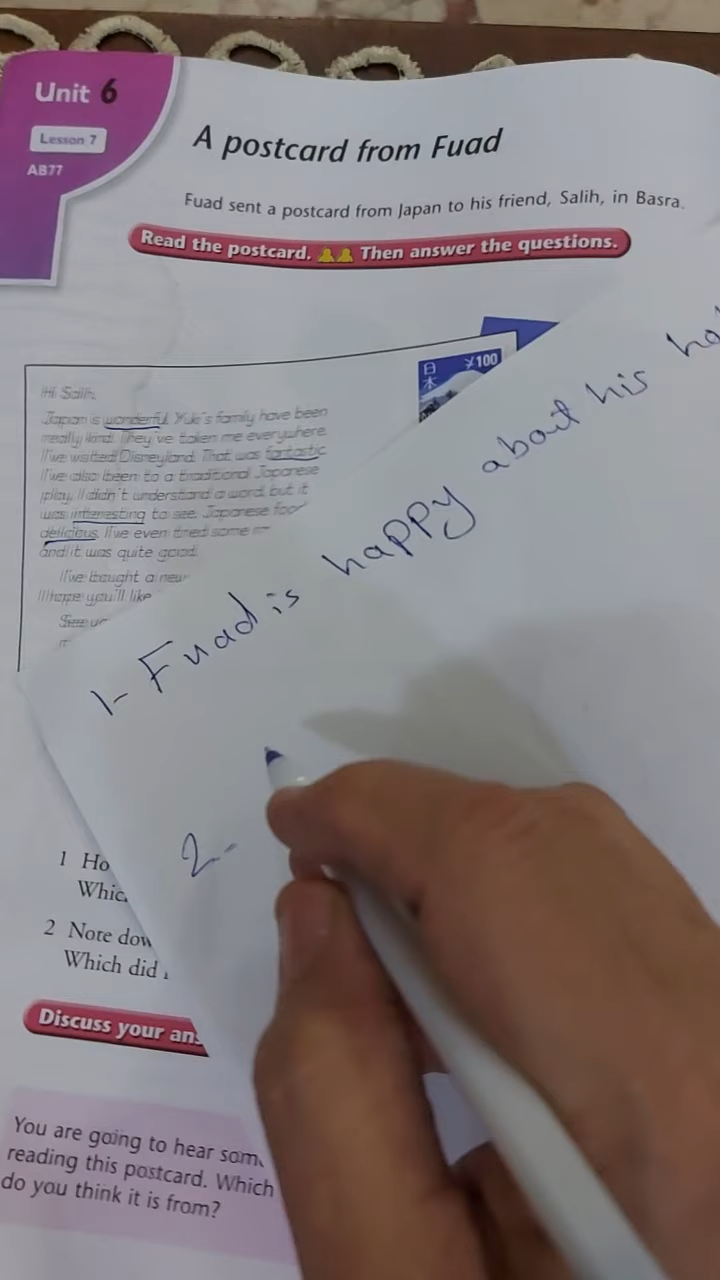 Unit 6
Lesson 7
AB77
A postcard from Fuad
Fuad sent a postcard from Japan to his friend, Salih, in Basra.
Read the postcard. Then answer the questions.
日本 ¥100
Hi Salih,
Japan is wonderful. Yuki's family have been
really kind. They've taken me everywhere.
I've visited Disneyland. That was fantastic
I've also been to a traditional Japanese
play. I didn't understand a word, but it
was interesting to see. Japanese food
delicious. I've even tried some
and it was quite good.
I've bought a new
I hope you'll like
See
1- Fuad is happy about his
2-
1 Ho
Whic
2 Note dow
Which did
Discuss your ans
You are going to hear som
reading this postcard. Which
do you think it is from?